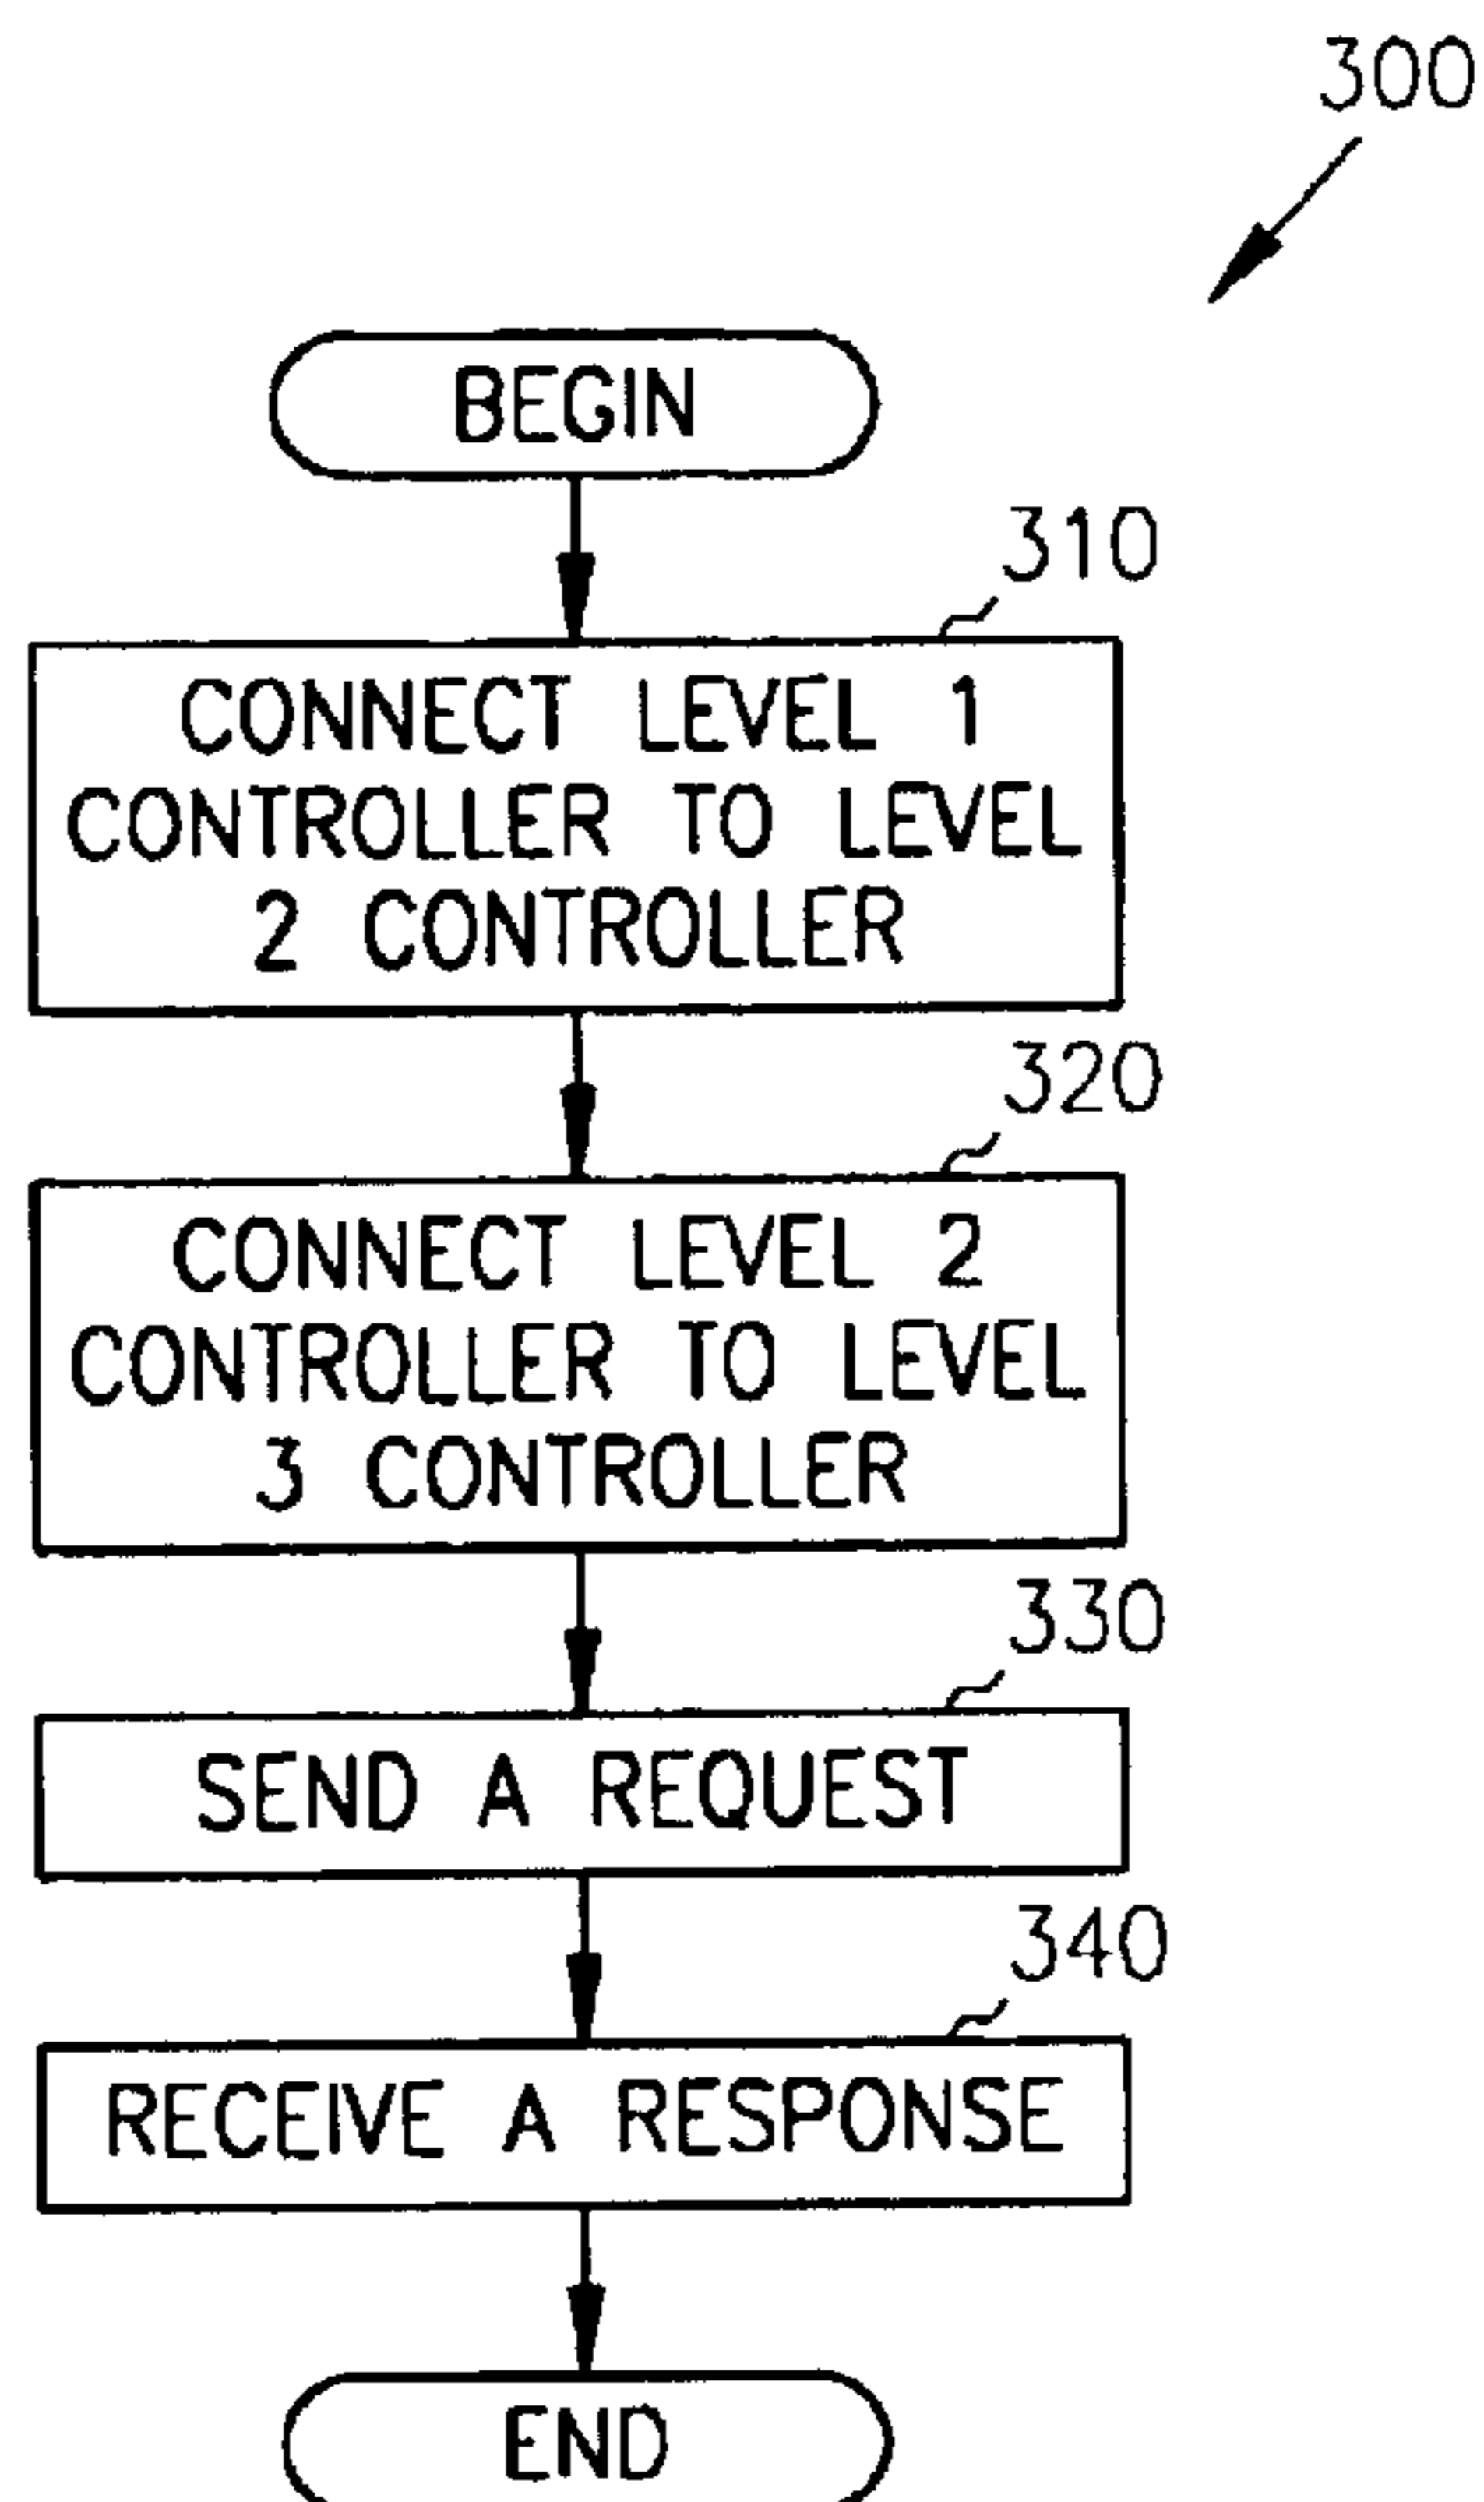 300
BEGIN
310
CONNECT LEVEL 1
CONTROLLER TO LEVEL
2 CONTROLLER
320
CONNECT LEVEL 2
CONTROLLER TO LEVEL
3 CONTROLLER
330
SEND A REQUEST
340
RECEIVE A RESPONSE
END